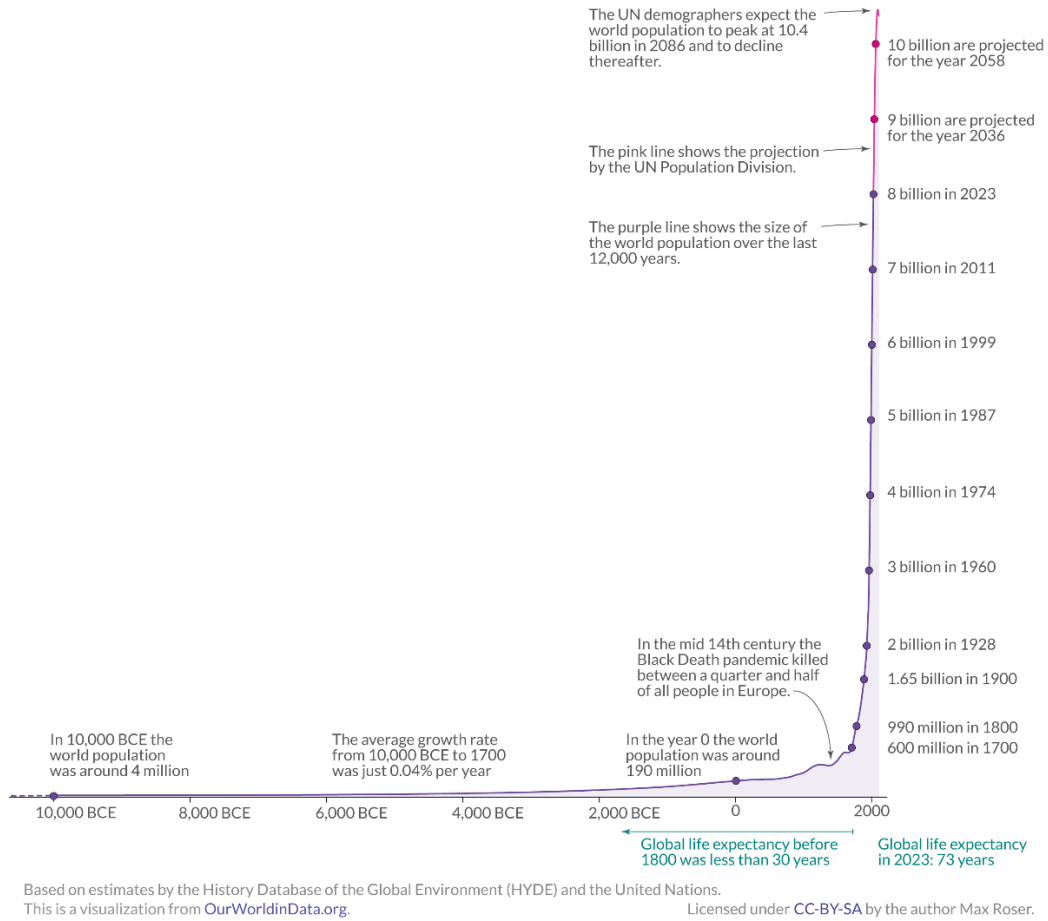 The UN demographers expect the
world population to peak at 10.4
billion in 2086 and to decline
thereafter.
10 billion are projected
for the year 2058
9 billion are projected
for the year 2036
The pink line shows the projection
by the UN Population Division.
8 billion in 2023
The purple line shows the size of
the world population over the last
12,000 years.
7 billion in 2011
6 billion in 1999
5 billion in 1987
4 billion in 1974
3 billion in 1960
In the mid 14th century the
Black Death pandemic killed
between a quarter and half
of all people in Europe.
2 billion in 1928
1.65 billion in 1900
990 million in 1800
600 million in 1700
In 10,000 BCE the
world population
was around 4 million
The average growth rate
from 10,000 BCE to 1700
was just 0.04% per year
In the year 0 the world
population was around
190 million
10,000 BCE
8,000 BCE
6,000 BCE
4,000 BCE
2,000 BCE
0
2000
Global life expectancy before
1800 was less than 30 years
Global life expectancy
in 2023: 73 years
Based on estimates by the History Database of the Global Environment (HYDE) and the United Nations.
This is a visualization from OurWorldinData.org.
Licensed under CC-BY-SA by the author Max Roser.